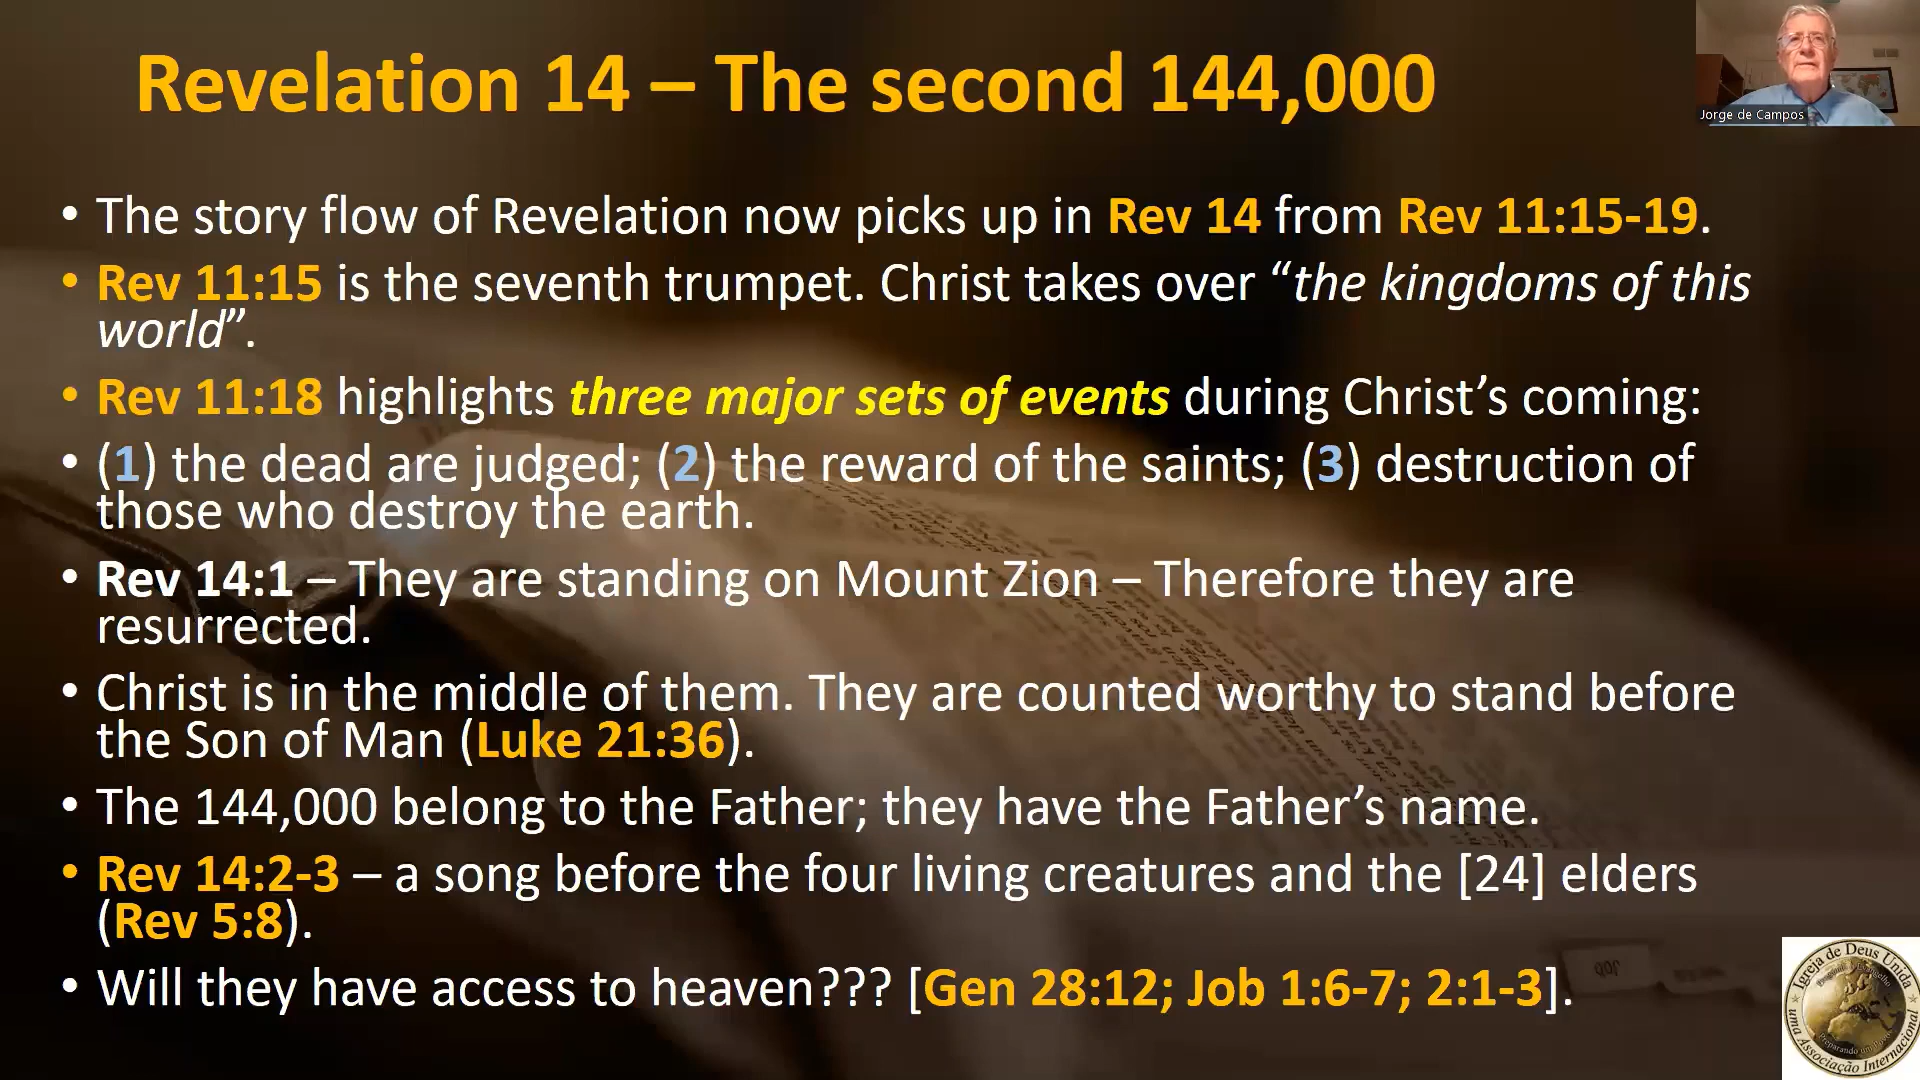 Revelation 14 – The second 144,000
Jorge de Campos
• The story flow of Revelation now picks up in Rev 14 from Rev 11:15-19.
• Rev 11:15 is the seventh trumpet. Christ takes over “the kingdoms of this
world”.
• Rev 11:18 highlights three major sets of events during Christ’s coming:
• (1) the dead are judged; (2) the reward of the saints; (3) destruction of
those who destroy the earth.
• Rev 14:1 – They are standing on Mount Zion – Therefore they are
resurrected.
• Christ is in the middle of them. They are counted worthy to stand before
the Son of Man (Luke 21:36).
• The 144,000 belong to the Father; they have the Father’s name.
• Rev 14:2-3 – a song before the four living creatures and the [24] elders
(Rev 5:8).
• Will they have access to heaven??? [Gen 28:12; Job 1:6-7; 2:1-3].
JOB
Igreja de Deus Unida
uma Associação Internacional